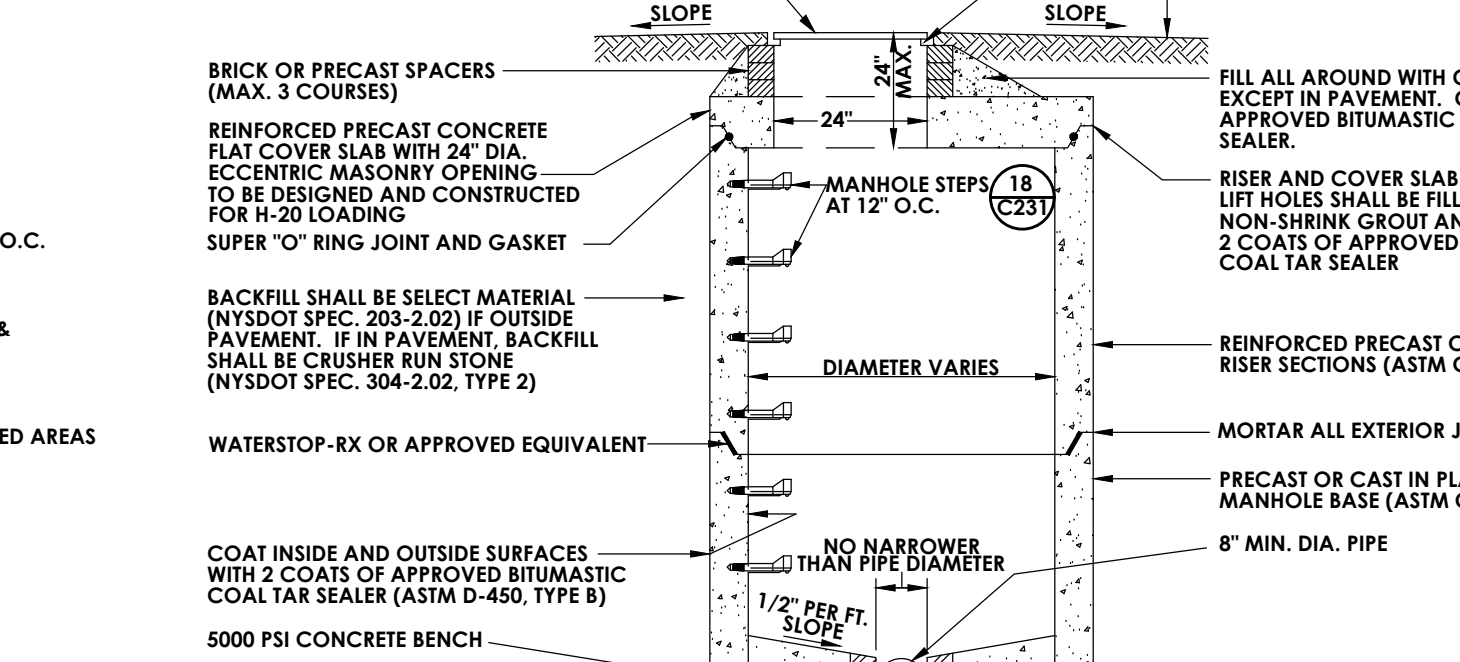 SLOPE
SLOPE
BRICK OR PRECAST SPACERS
(MAX. 3 COURSES)
REINFORCED PRECAST CONCRETE
FLAT COVER SLAB WITH 24" DIA.
ECCENTRIC MASONRY OPENING
TO BE DESIGNED AND CONSTRUCTED
FOR H-20 LOADING
SUPER "O" RING JOINT AND GASKET
BACKFILL SHALL BE SELECT MATERIAL
(NYSDOT SPEC. 203-2.02) IF OUTSIDE
PAVEMENT. IF IN PAVEMENT, BACKFILL
SHALL BE CRUSHER RUN STONE
(NYSDOT SPEC. 304-2.02, TYPE 2)
WATERSTOP-RX OR APPROVED EQUIVALENT
COAT INSIDE AND OUTSIDE SURFACES
WITH 2 COATS OF APPROVED BITUMASTIC
COAL TAR SEALER (ASTM D-450, TYPE B)
5000 PSI CONCRETE BENCH
O.C.
&
ED AREAS
24"
MAX.
24"
MANHOLE STEPS
AT 12" O.C.
18
C231
DIAMETER VARIES
NO NARROWER
THAN PIPE DIAMETER
1/2" PER FT.
SLOPE
FILL ALL AROUND WITH
EXCEPT IN PAVEMENT.
APPROVED BITUMASTIC
SEALER.
RISER AND COVER SLAB
LIFT HOLES SHALL BE FILL
NON-SHRINK GROUT AN
2 COATS OF APPROVED
COAL TAR SEALER
REINFORCED PRECAST
RISER SECTIONS (ASTM
MORTAR ALL EXTERIOR
PRECAST OR CAST IN PLA
MANHOLE BASE (ASTM
8" MIN. DIA. PIPE